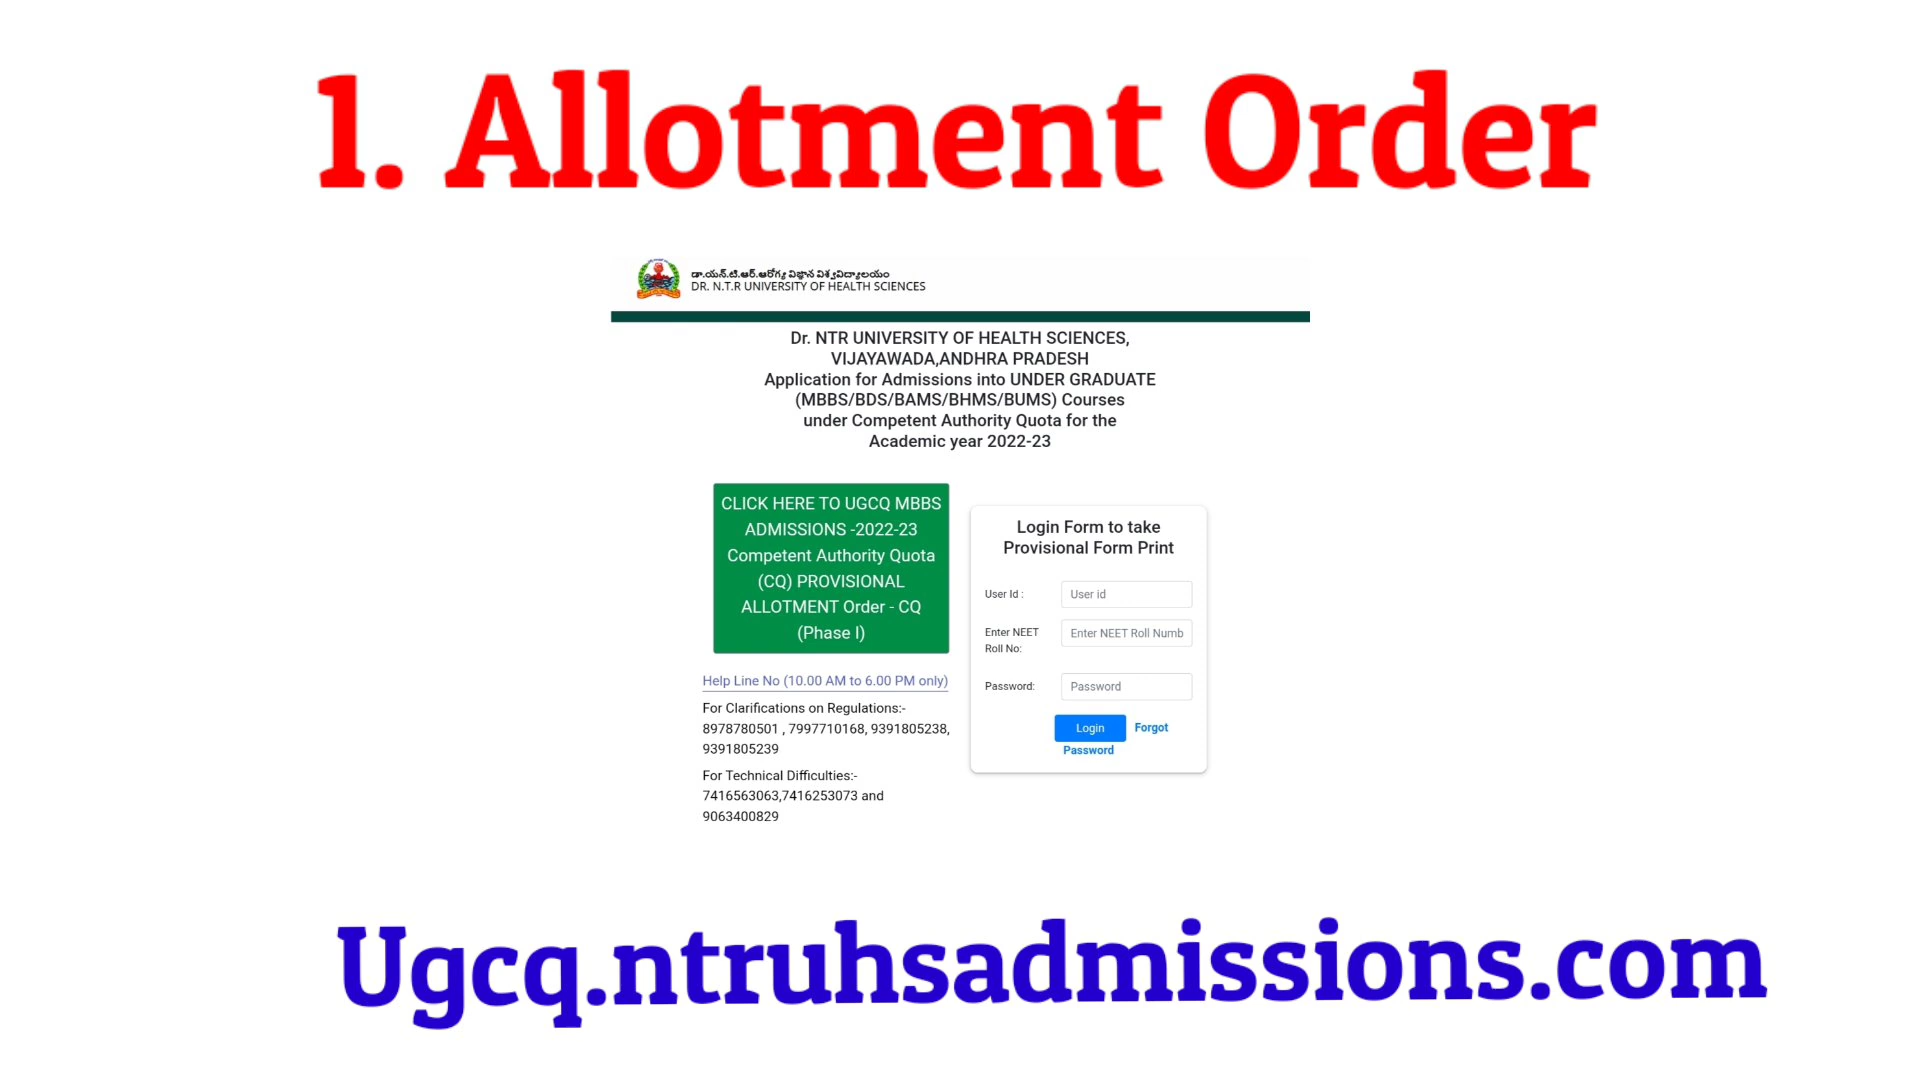 1. Allotment Order
డా.యన్.టి.ఆర్.ఆరోగ్య విజ్ఞాన విశ్వవిద్యాలయం
DR. N.T.R UNIVERSITY OF HEALTH SCIENCES
Dr. NTR UNIVERSITY OF HEALTH SCIENCES,
VIJAYAWADA,ANDHRA PRADESH
Application for Admissions into UNDER GRADUATE
(MBBS/BDS/BAMS/BHMS/BUMS) Courses
under Competent Authority Quota for the
Academic year 2022-23
CLICK HERE TO UGCQ MBBS
ADMISSIONS -2022-23
Competent Authority Quota
(CQ) PROVISIONAL
ALLOTMENT Order - CQ
(Phase I)
Help Line No (10.00 AM to 6.00 PM only)
For Clarifications on Regulations:-
8978780501 , 7997710168, 9391805238,
9391805239
For Technical Difficulties:-
7416563063,7416253073 and
9063400829
Login Form to take
Provisional Form Print
User Id : User id
Enter NEET Enter NEET Roll Numb
Roll No:
Password: Password
Login Forgot
Password
Ugcq.ntruhsadmissions.com